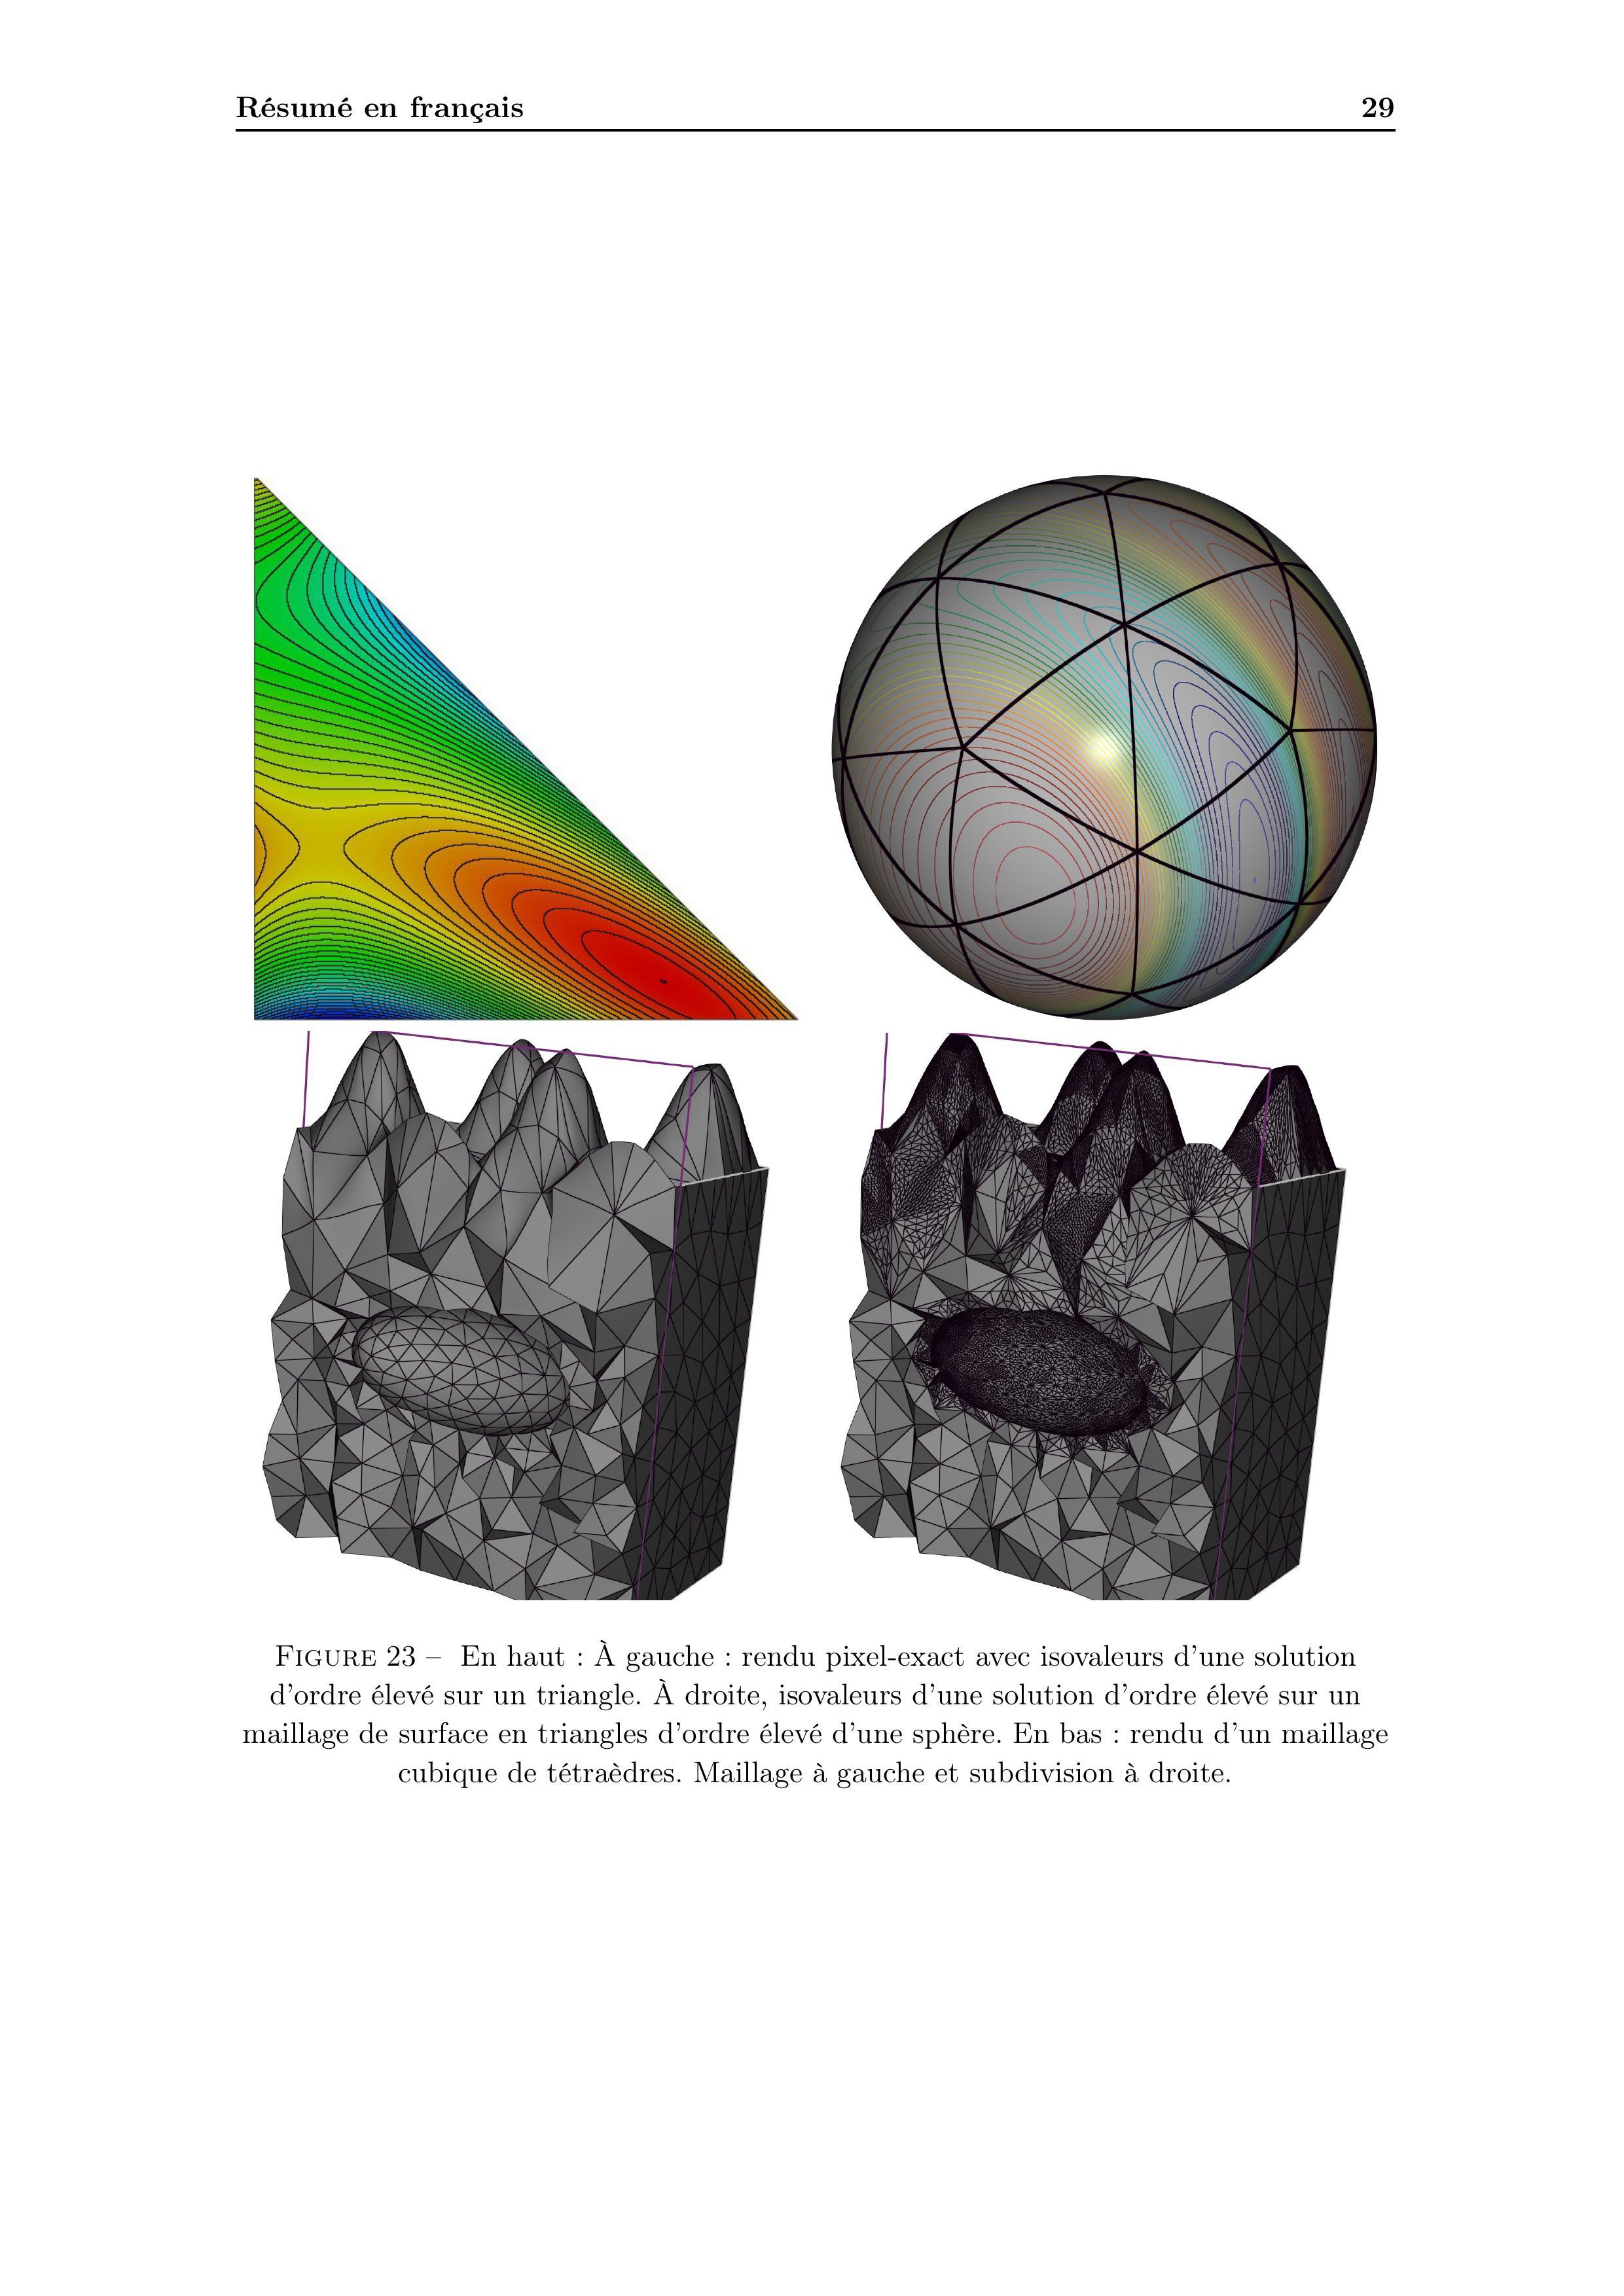 Résumé en français 29
FIGURE 23 – En haut : À gauche : rendu pixel-exact avec isovaleurs d'une solution
d'ordre élevé sur un triangle. À droite, isovaleurs d'une solution d'ordre élevé sur un
maillage de surface en triangles d'ordre élevé d'une sphère. En bas : rendu d'un maillage
cubique de tétraèdres. Maillage à gauche et subdivision à droite.